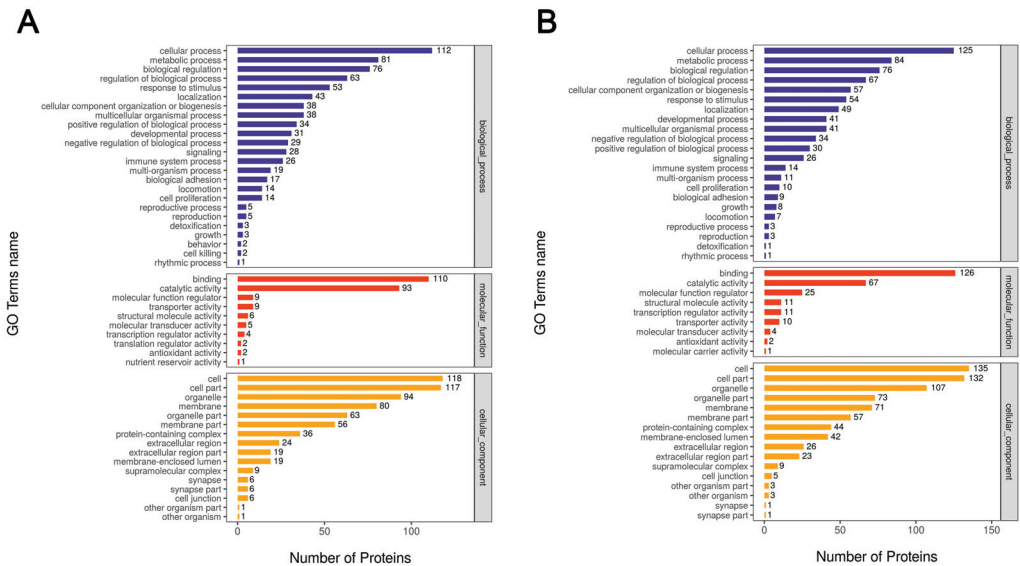 A
GO Terms name
cellular process 112
metabolic process 81
biological regulation 76
regulation of biological process 63
response to stimulus 53
localization 43
cellular component organization or biogenesis 38
multicellular organismal process 38
positive regulation of biological process 34
developmental process 31
negative regulation of biological process 29
signaling 28
immune system process 26
multi-organism process 19
biological adhesion 17
locomotion 14
cell proliferation 14
reproductive process 5
reproduction 5
detoxification 3
growth 3
behavior 2
cell killing 2
rhythmic process 1
biological_process
binding 110
catalytic activity 93
molecular function regulator 9
transporter activity 9
structural molecule activity 6
molecular transducer activity 5
transcription regulator activity 4
translation regulator activity 2
antioxidant activity 2
nutrient reservoir activity 1
molecular_function
cell 118
cell part 117
organelle 94
membrane 80
organelle part 63
membrane part 56
protein-containing complex 36
extracellular region 24
extracellular region part 19
membrane-enclosed lumen 19
supramolecular complex 9
synapse 6
synapse part 6
cell junction 6
other organism part 1
other organism 1
cellular_component
0 50 100
Number of Proteins
B
GO Terms name
cellular process 125
metabolic process 84
biological regulation 76
regulation of biological process 67
cellular component organization or biogenesis 57
response to stimulus 54
localization 49
developmental process 41
multicellular organismal process 41
negative regulation of biological process 34
positive regulation of biological process 30
signaling 26
immune system process 14
multi-organism process 11
cell proliferation 10
biological adhesion 9
growth 8
locomotion 7
reproductive process 3
reproduction 3
detoxification 1
rhythmic process 1
biological_process
binding 126
catalytic activity 67
molecular function regulator 25
structural molecule activity 11
transcription regulator activity 11
transporter activity 10
molecular transducer activity 4
antioxidant activity 2
molecular carrier activity 1
molecular_function
cell 135
cell part 132
organelle 107
organelle part 73
membrane 71
membrane part 57
protein-containing complex 44
membrane-enclosed lumen 42
extracellular region 26
extracellular region part 23
supramolecular complex 9
cell junction 5
other organism part 3
other organism 3
synapse 1
synapse part 1
cellular_component
0 50 100 150
Number of Proteins